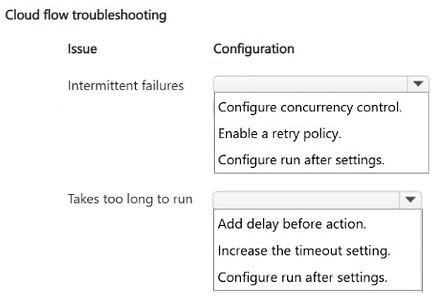 Cloud flow troubleshooting
Issue Configuration
Intermittent failures
Configure concurrency control.
Enable a retry policy.
Configure run after settings.
Takes too long to run
Add delay before action.
Increase the timeout setting.
Configure run after settings.